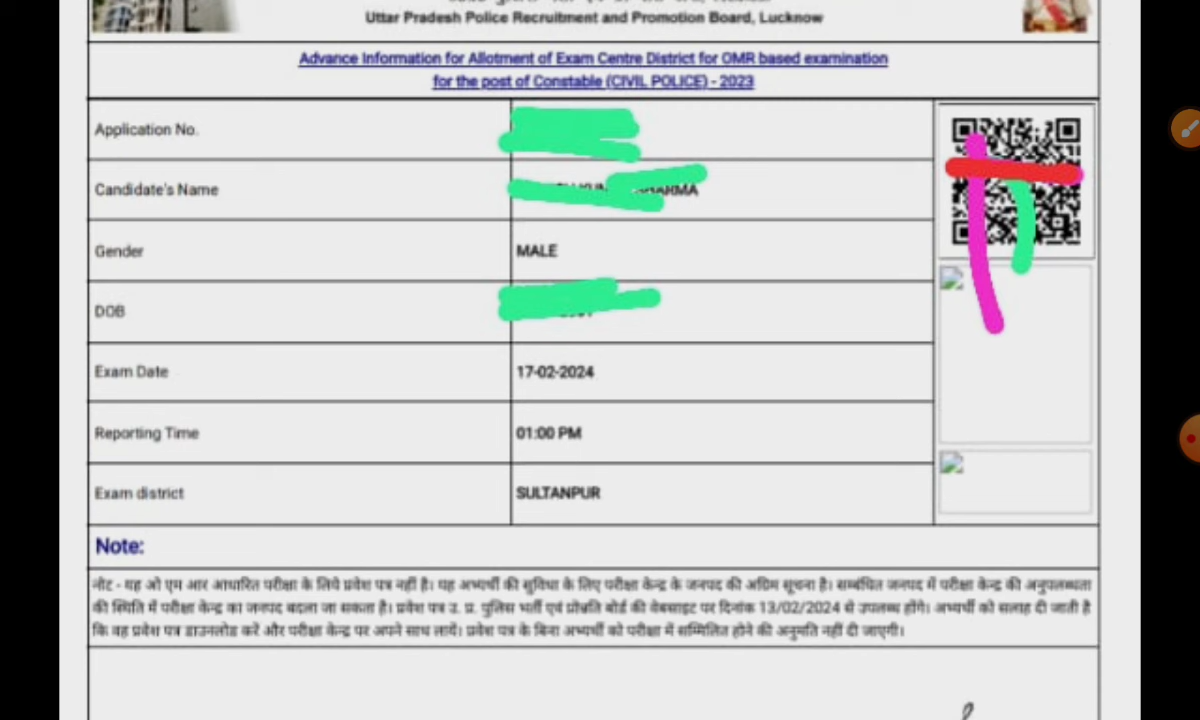 Uttar Pradesh Police Recruitment and Promotion Board, Lucknow
Advance Information for Allotment of Exam Centre District for OMR based examination
for the post of Constable (CIVIL POLICE) - 2023
Application No.
Candidate's Name
Gender MALE
DOB
Exam Date 17-02-2024
Reporting Time 01:00 PM
Exam district SULTANPUR
Note:
नोट - यह ओ एम आर आधारित परीक्षा के लिये प्रवेश पत्र नहीं है। यह अभ्यर्थी की सुविधा के लिए परीक्षा केन्द्र के जनपद की अग्रिम सूचना है। सम्बंधित जनपद में परीक्षा केन्द्र की अनुपलब्धता
की स्थिति में परीक्षा केन्द्र का जनपद बदला जा सकता है। प्रवेश पत्र उ. प्र. पुलिस भर्ती एवं प्रोन्नति बोर्ड की वेबसाइट पर दिनांक 13/02/2024 से उपलब्ध होंगे। अभ्यर्थी को सलाह दी जाती है
कि वह प्रवेश पत्र डाउनलोड करें और परीक्षा केन्द्र पर अपने साथ लायें। प्रवेश पत्र के बिना अभ्यर्थी को परीक्षा में सम्मिलित होने की अनुमति नहीं दी जाएगी।